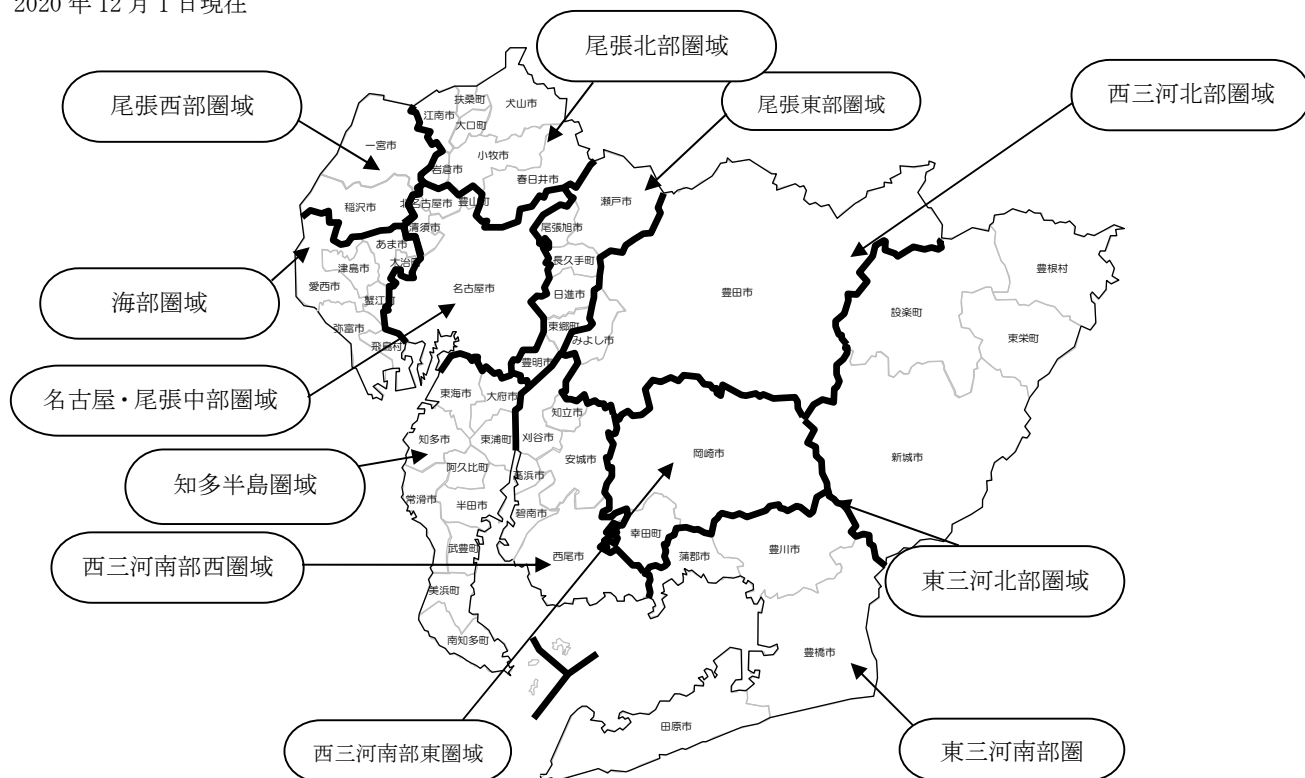 2020 年 12 月 1 日現在
尾張北部圏域
尾張西部圏域
尾張東部圏域
西三河北部圏域
扶桑町
犬山市
江南市
大口町
一宮市
小牧市
岩倉市
春日井市
稲沢市
北名古屋市
豊山町
瀬戸市
清須市
尾張旭市
あま市
大治町
長久手町
津島市
愛西市
海部圏域
蟹江町
名古屋市
日進市
豊田市
豊根村
設楽町
東栄町
弥富市
飛島村
東郷町
みよし市
豊明市
名古屋・尾張中部圏域
東海市
大府市
知立市
知多市
東浦町
刈谷市
岡崎市
新城市
安城市
阿久比町
高浜市
知多半島圏域
常滑市
半田市
碧南市
幸田町
武豊町
西尾市
蒲郡市
豊川市
西三河南部西圏域
東三河北部圏域
美浜町
南知多町
豊橋市
田原市
西三河南部東圏域
東三河南部圏